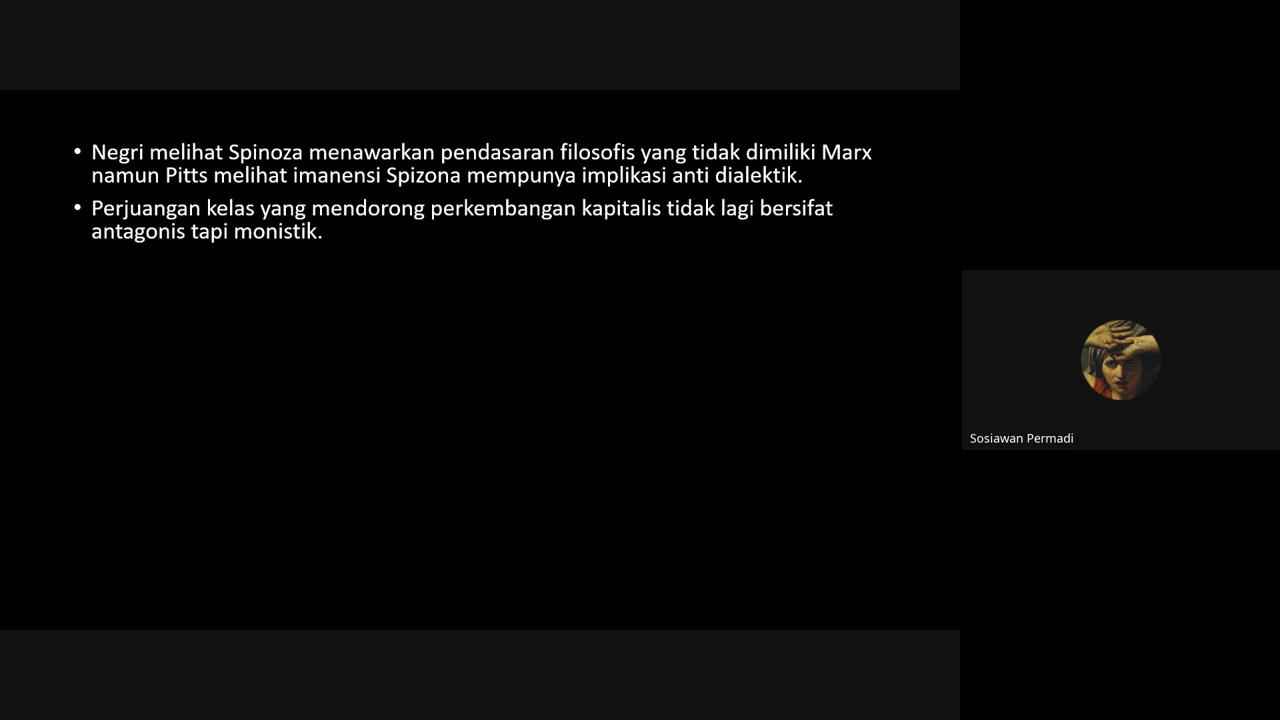 • Negri melihat Spinoza menawarkan pendasaran filosofis yang tidak dimiliki Marx
namun Pitts melihat imanensi Spizona mempunya implikasi anti dialektik.
• Perjuangan kelas yang mendorong perkembangan kapitalis tidak lagi bersifat
antagonis tapi monistik.
Sosiawan Permadi